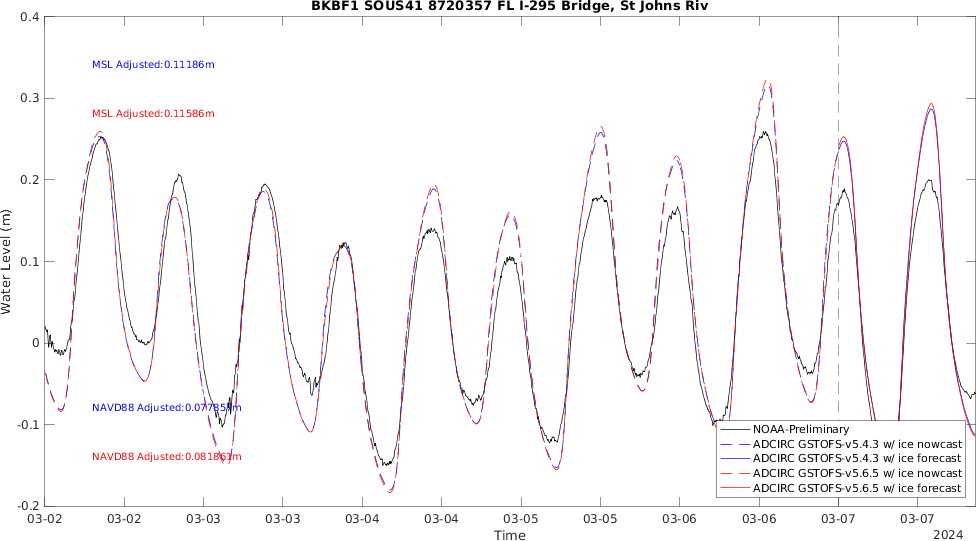 BKBF1 SOUS41 8720357 FL I-295 Bridge, St Johns Riv
0.4
0.3
0.2
0.1
0
-0.1
-0.2
Water Level (m)
MSL Adjusted:0.11186m
MSL Adjusted:0.11586m
NAVD88 Adjusted:0.077859m
NAVD88 Adjusted:0.081861m
NOAA-Preliminary
ADCIRC GSTOFS-v5.4.3 w/ ice nowcast
ADCIRC GSTOFS-v5.4.3 w/ ice forecast
ADCIRC GSTOFS-v5.6.5 w/ ice nowcast
ADCIRC GSTOFS-v5.6.5 w/ ice forecast
03-02 03-02 03-03 03-03 03-04 03-04 03-05 03-05 03-06 03-06 03-07 03-07
Time
2024